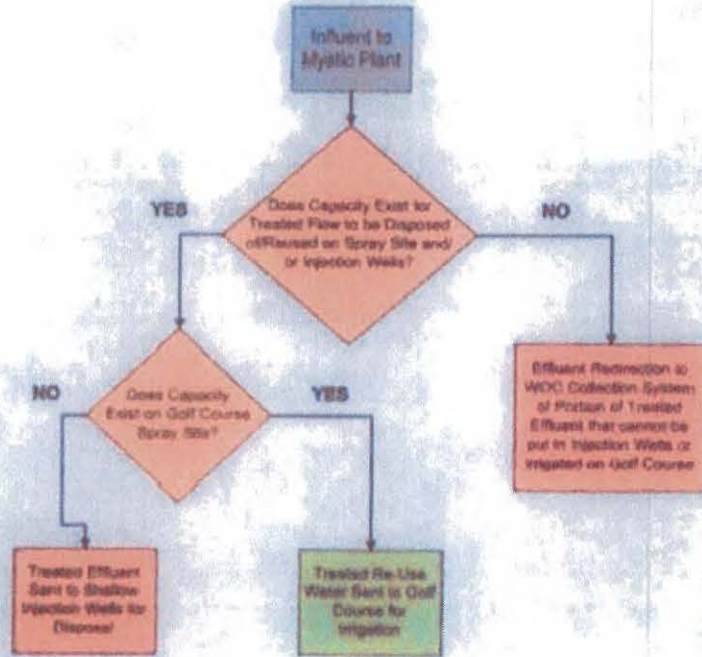 Influent to
Mystic Plant
YES
Does Capacity Exist for
Treated Flow to be Disposed
of/Reused on Spray Site and/
or Injection Wells?
NO
NO
Does Capacity
Exist on Golf Course
Spray Site?
YES
Effluent Redirection to
WOC Collection System
of Portion of Treated
Effluent that cannot be
put in Injection Wells or
Irrigated on Golf Course
Treated Effluent
Sent to Shallow
Injection Wells for
Disposal
Treated Re-Use
Water Sent to Golf
Course for
Irrigation